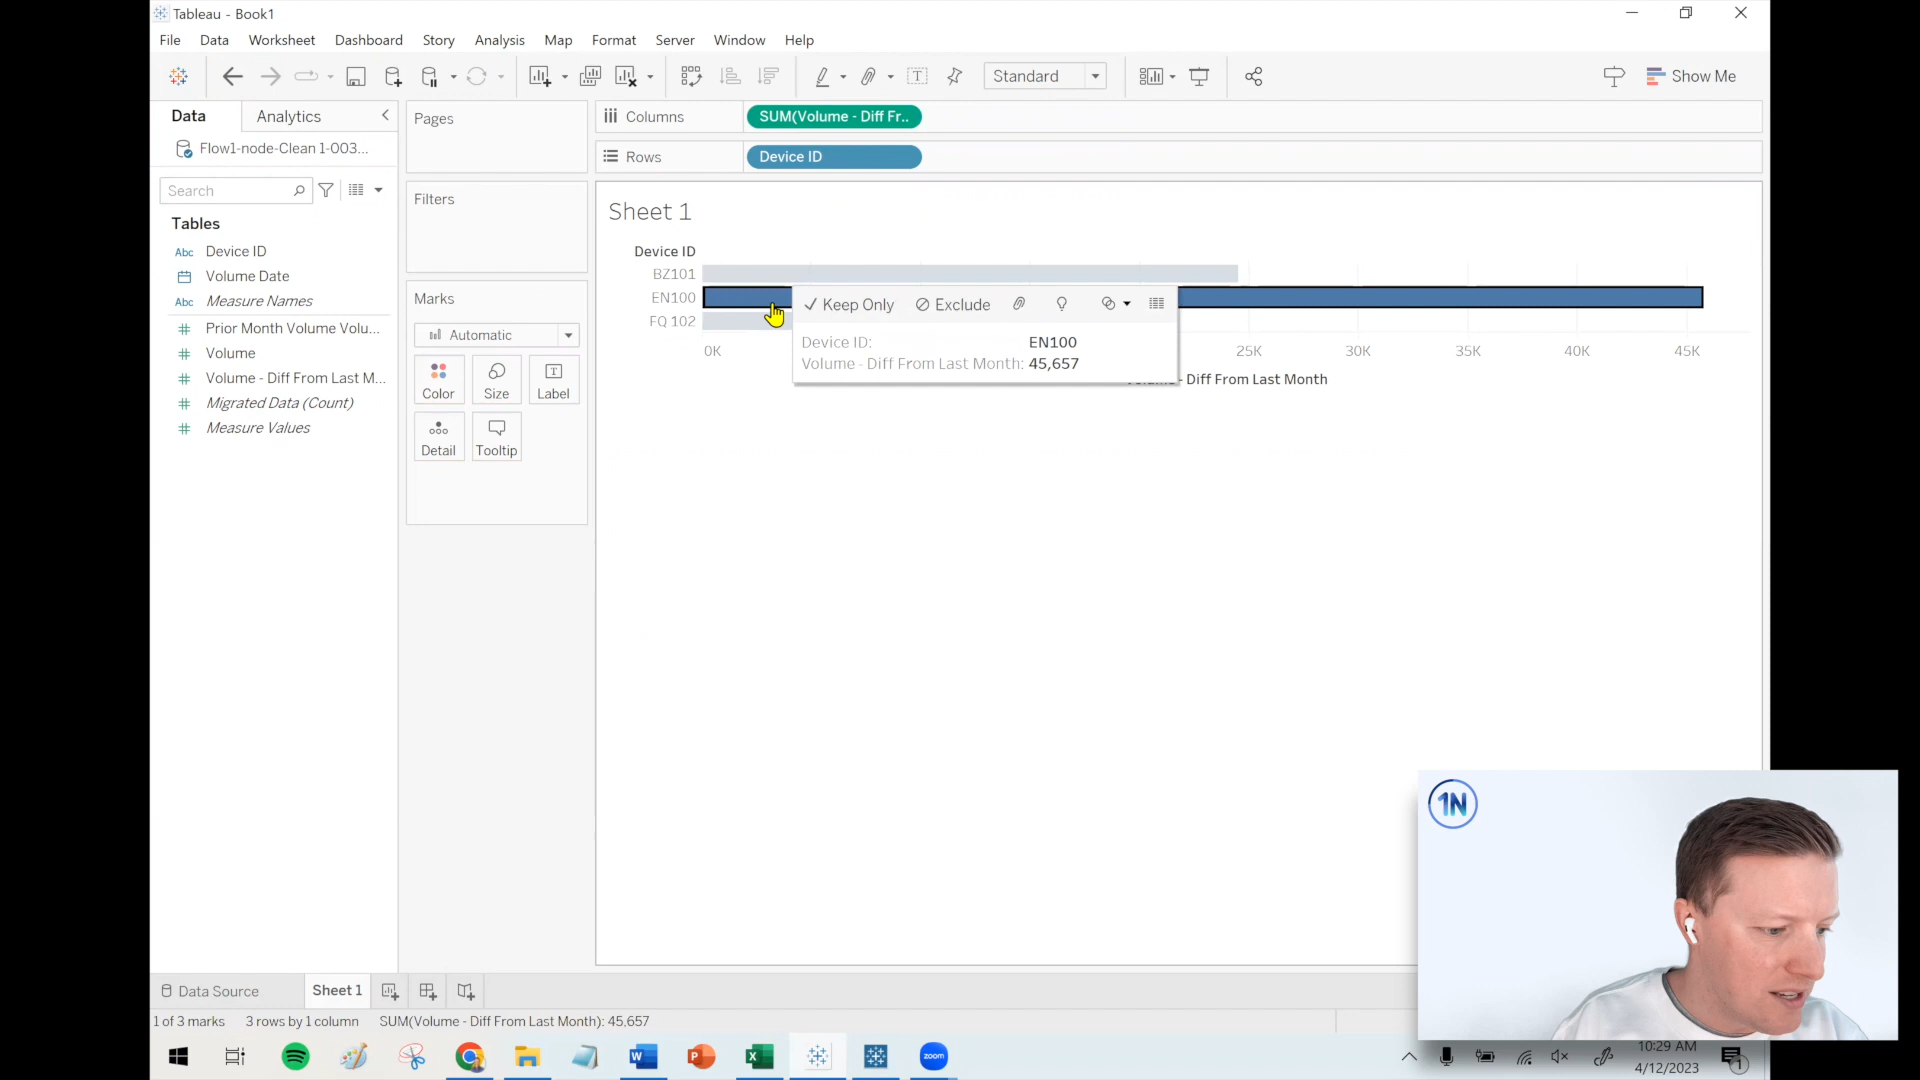 Tableau - Book1
File Data Worksheet Dashboard Story Analysis Map Format Server Window Help
Standard
Show Me
Data Analytics
Flow1-node-Clean 1-003...
Search
Tables
Abc Device ID
Volume Date
Abc Measure Names
Prior Month Volume Volu...
Volume
Volume - Diff From Last M...
Migrated Data (Count)
Measure Values
Pages
Filters
Marks
Automatic
Color Size Label
Detail Tooltip
Columns SUM(Volume - Diff Fr..
Rows Device ID
Sheet 1
Device ID
BZ101
EN100
FQ 102
Keep Only Exclude
Device ID: EN100
Volume - Diff From Last Month: 45,657
0K 25K 30K 35K 40K 45K
- Diff From Last Month
1N
Data Source Sheet 1
1 of 3 marks 3 rows by 1 column SUM(Volume - Diff From Last Month): 45,657
zoom
10:29 AM
4/12/2023
1